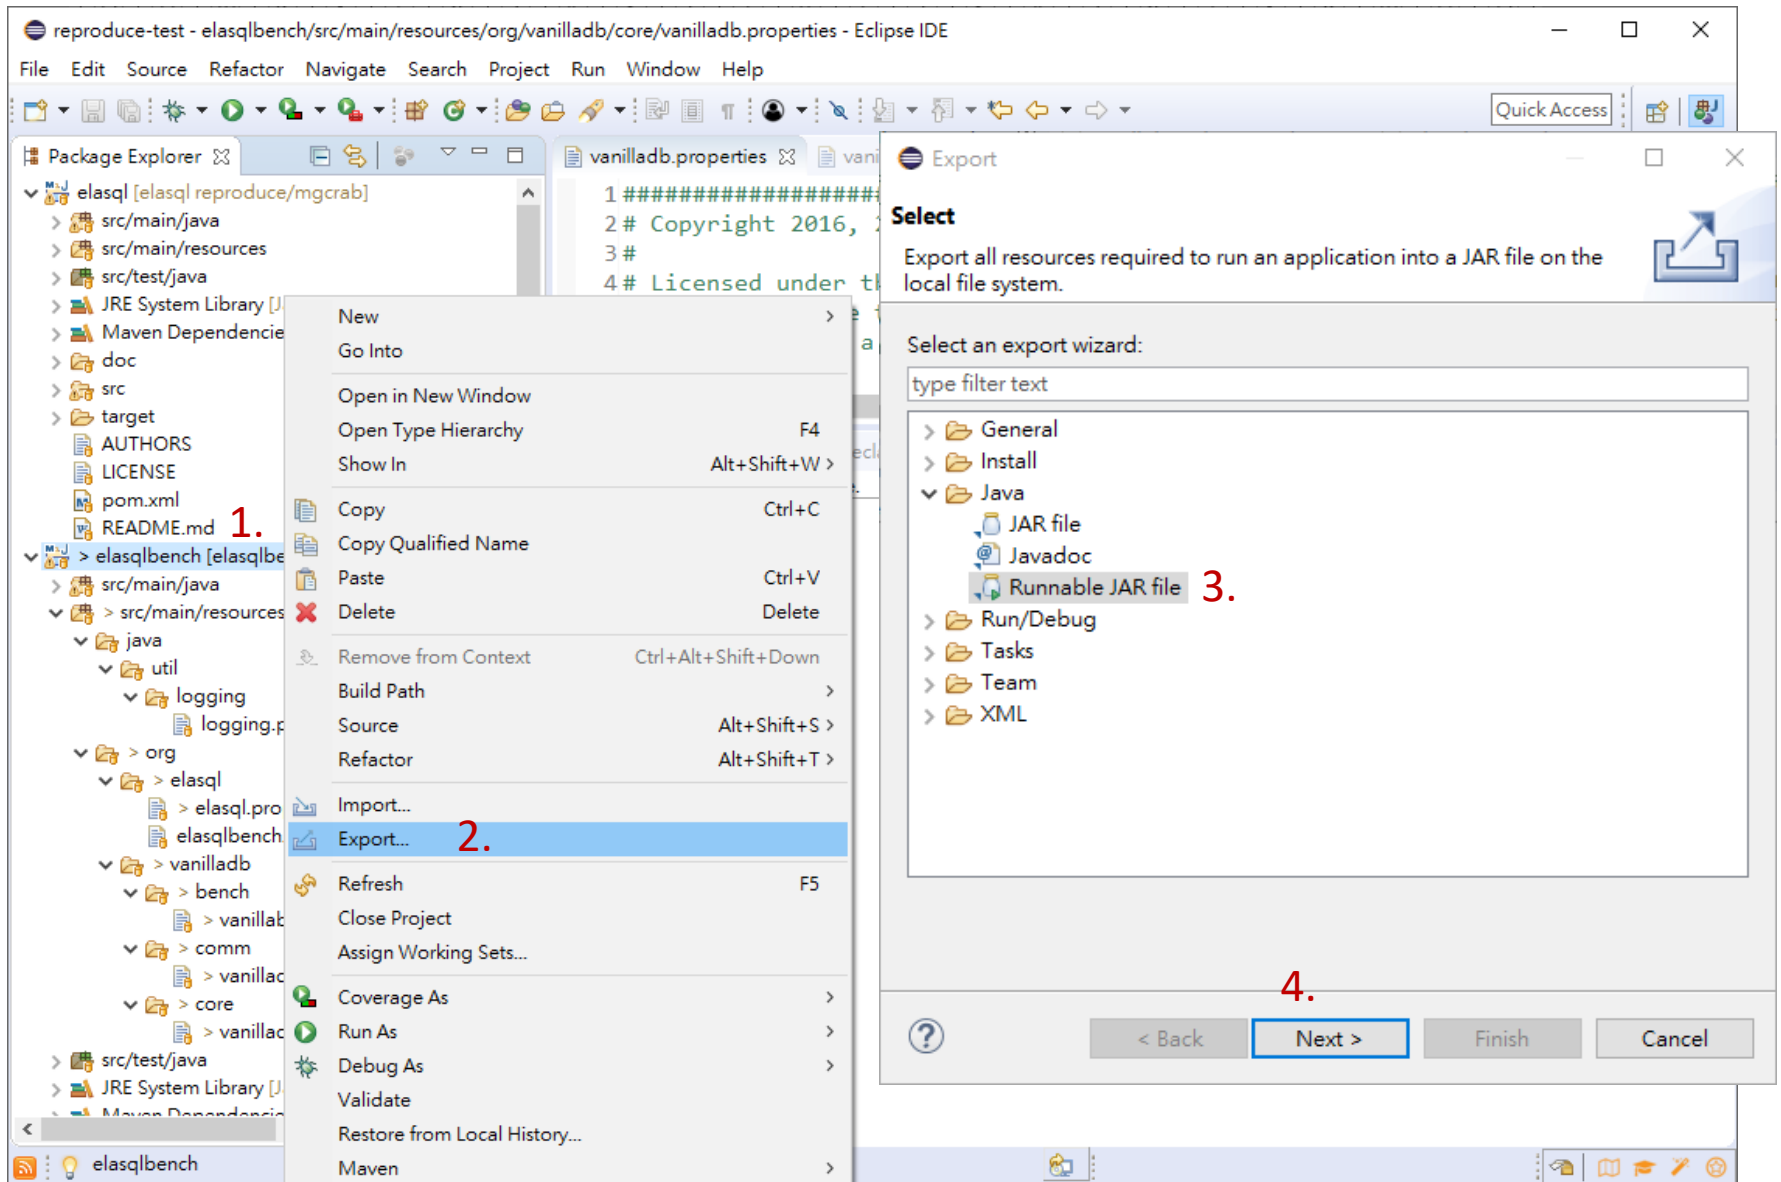 reproduce-test - elasqlbench/src/main/resources/org/vanilladb/core/vanilladb.properties - Eclipse IDE
File Edit Source Refactor Navigate Search Project Run Window Help
Quick Access
Package Explorer
elasql [elasql reproduce/mgcrab]
src/main/java
src/main/resources
src/test/java
JRE System Library [J
Maven Dependencie
doc
src
target
AUTHORS
LICENSE
pom.xml
README.md
1.
> elasqlbench [elasqlbe
src/main/java
> src/main/resources
java
util
logging
logging.p
> org
> elasql
> elasql.pro
elasqlbench
> vanilladb
> bench
> vanillab
> comm
> vanillac
> core
> vanillac
src/test/java
JRE System Library [J
Maven Dependencie
elasqlbench
vanilladb.properties
vani
1 ####################
2 # Copyright 2016, 2
3 #
4 # Licensed under th
New
Go Into
Open in New Window
Open Type Hierarchy F4
Show In Alt+Shift+W >
Copy Ctrl+C
Copy Qualified Name
Paste Ctrl+V
Delete Delete
Remove from Context Ctrl+Alt+Shift+Down
Build Path >
Source Alt+Shift+S >
Refactor Alt+Shift+T >
Import...
Export... 2.
Refresh F5
Close Project
Assign Working Sets...
Coverage As >
Run As >
Debug As >
Validate
Restore from Local History...
Maven >
Export
Select
Export all resources required to run an application into a JAR file on the
local file system.
Select an export wizard:
type filter text
General
Install
Java
JAR file
Javadoc
Runnable JAR file 3.
Run/Debug
Tasks
Team
XML
4.
< Back Next > Finish Cancel